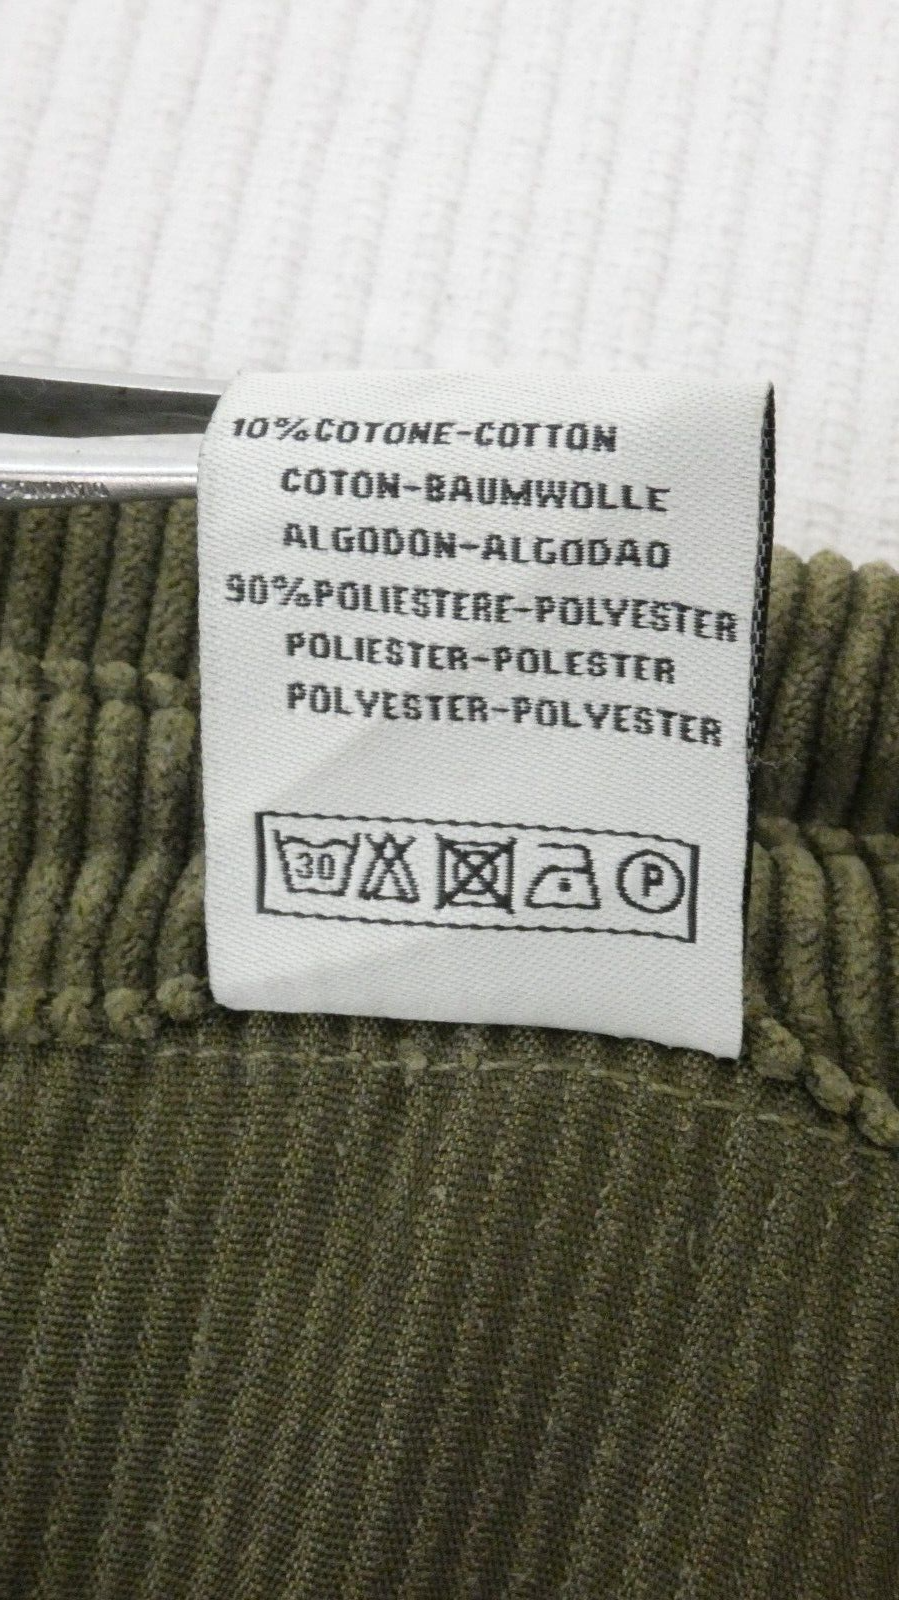 10%COTONE-COTTON
COTON-BAUMWOLLE
ALGODON-ALGODAO
90%POLIESTERE-POLYESTER
POLIESTER-POLESTER
POLYESTER-POLYESTER
30 P